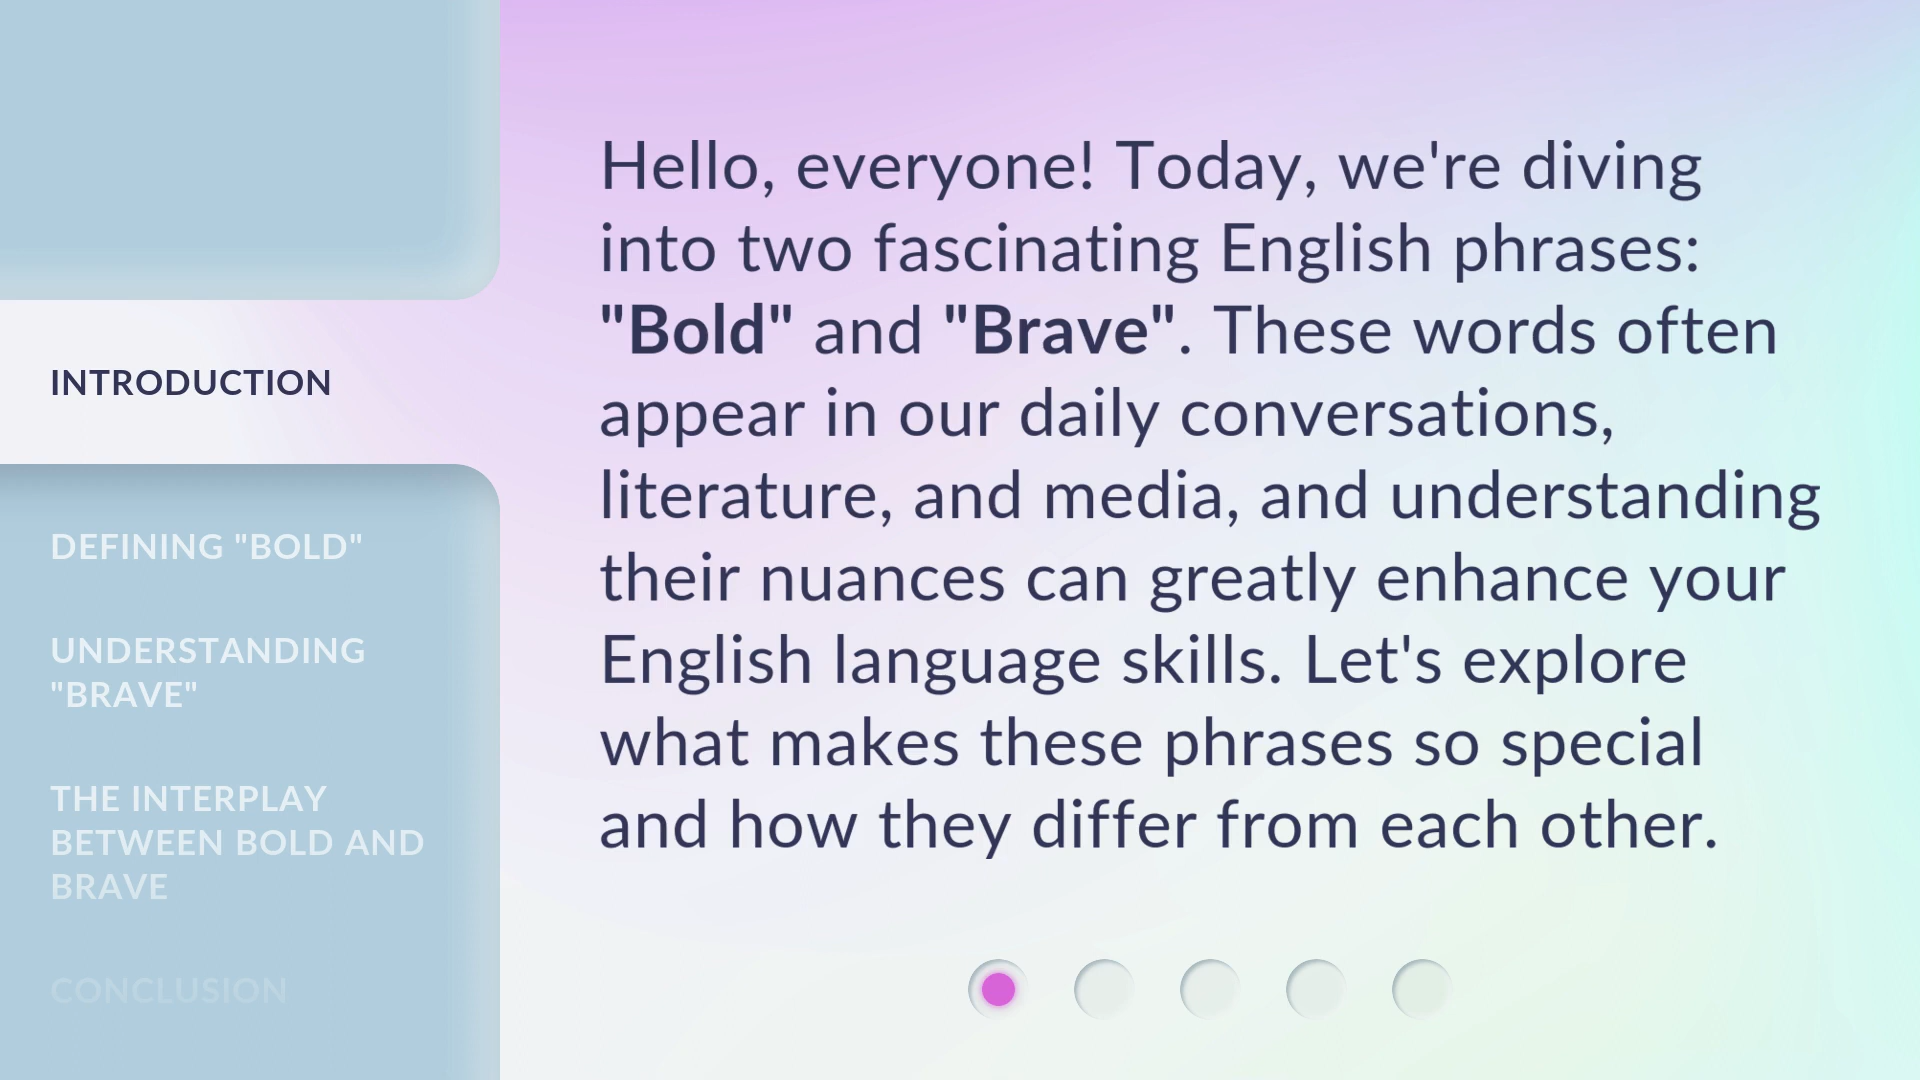 INTRODUCTION
DEFINING "BOLD"
UNDERSTANDING
"BRAVE"
THE INTERPLAY
BETWEEN BOLD AND
BRAVE
CONCLUSION
Hello, everyone! Today, we're diving
into two fascinating English phrases:
"Bold" and "Brave". These words often
appear in our daily conversations,
literature, and media, and understanding
their nuances can greatly enhance your
English language skills. Let's explore
what makes these phrases so special
and how they differ from each other.